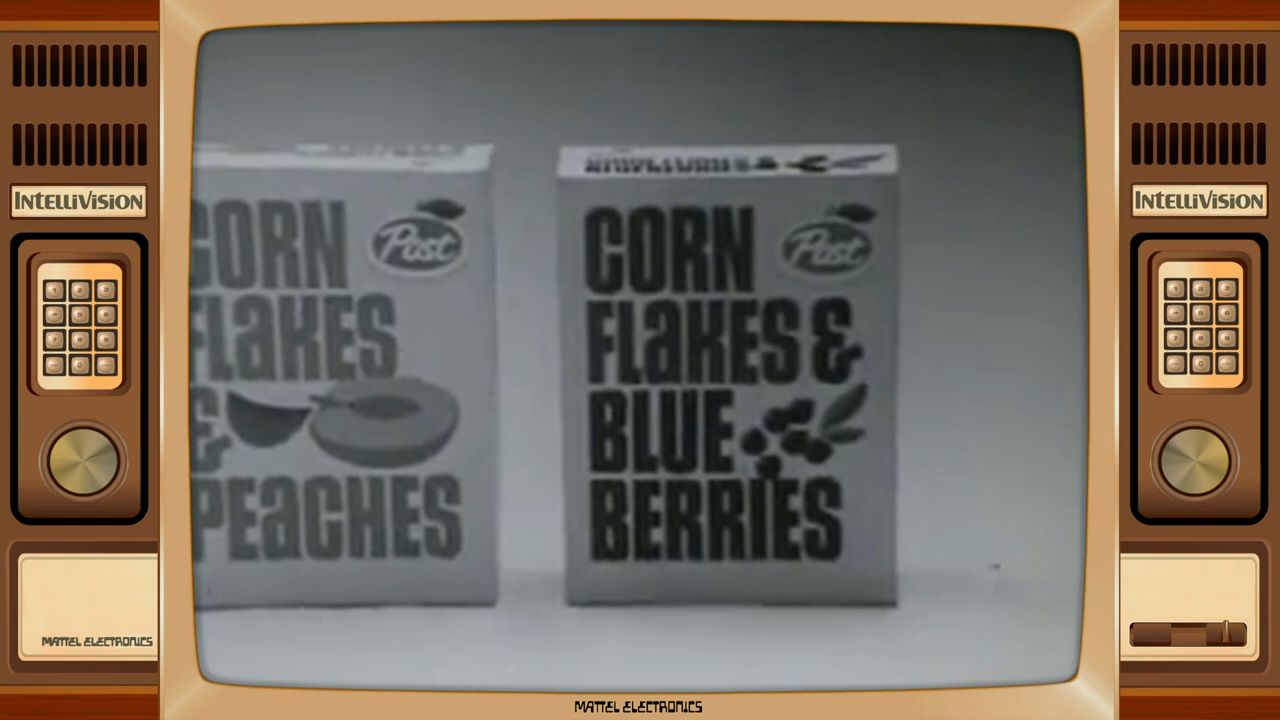 INTELLIVISION
MATTEL ELECTRONICS
CORN
FLAKES
&
PEACHES
Post
CORN
FLAKES &
BLUE
BERRIES
Post
INTELLIVISION
MATTEL ELECTRONICS